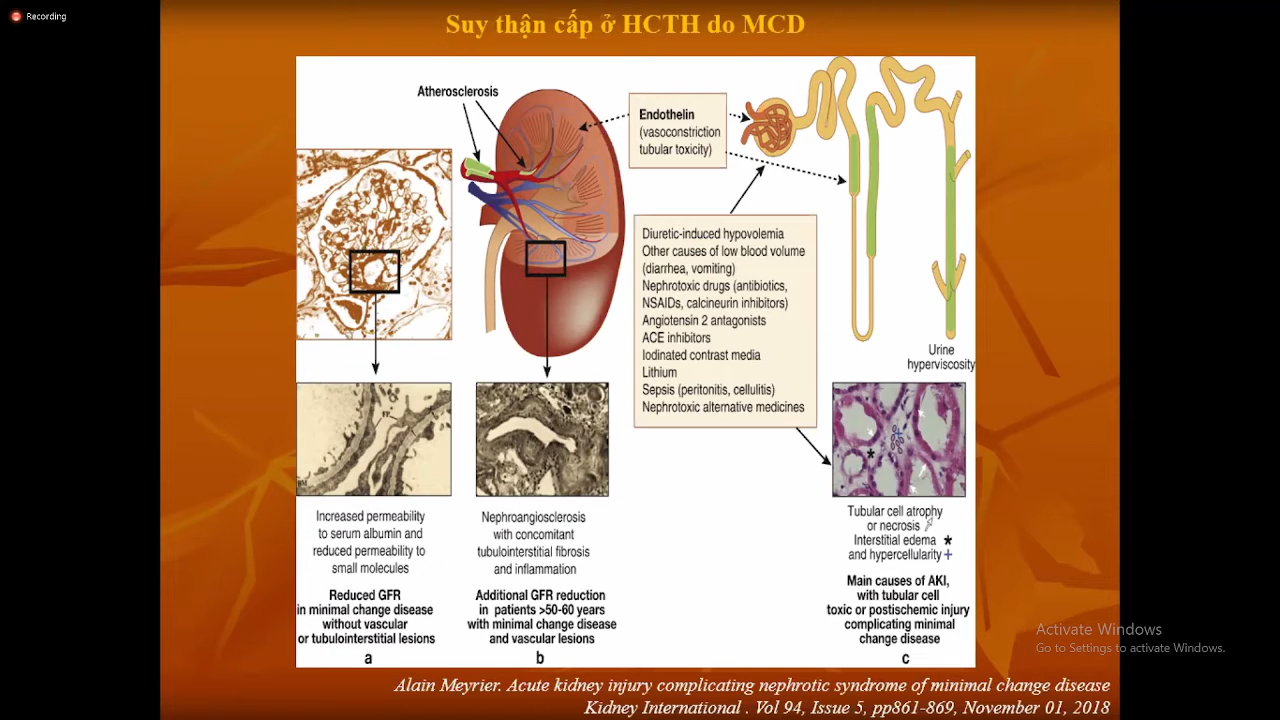 Recording
Suy thận cấp ở HCTH do MCD
Atherosclerosis
Endothelin
(vasoconstriction
tubular toxicity)
Diuretic-induced hypovolemia
Other causes of low blood volume
(diarrhea, vomiting)
Nephrotoxic drugs (antibiotics,
NSAIDs, calcineurin inhibitors)
Angiotensin 2 antagonists
ACE inhibitors
Iodinated contrast media
Lithium
Sepsis (peritonitis, cellulitis)
Nephrotoxic alternative medicines
Urine
hyperviscosity
Increased permeability
to serum albumin and
reduced permeability to
small molecules
Reduced GFR
in minimal change disease
without vascular
or tubulointerstitial lesions
a
Nephroangiosclerosis
with concomitant
tubulointerstitial fibrosis
and inflammation
Additional GFR reduction
in patients >50-60 years
with minimal change disease
and vascular lesions
b
Tubular cell atrophy
or necrosis
Interstitial edema *
and hypercellularity +
Main causes of AKI,
with tubular cell
toxic or postischemic injury
complicating minimal
change disease
c
Activate Windows
Go to Settings to activate Windows.
Alain Meyrier. Acute kidney injury complicating nephrotic syndrome of minimal change disease
Kidney International . Vol 94, Issue 5, pp861-869, November 01, 2018